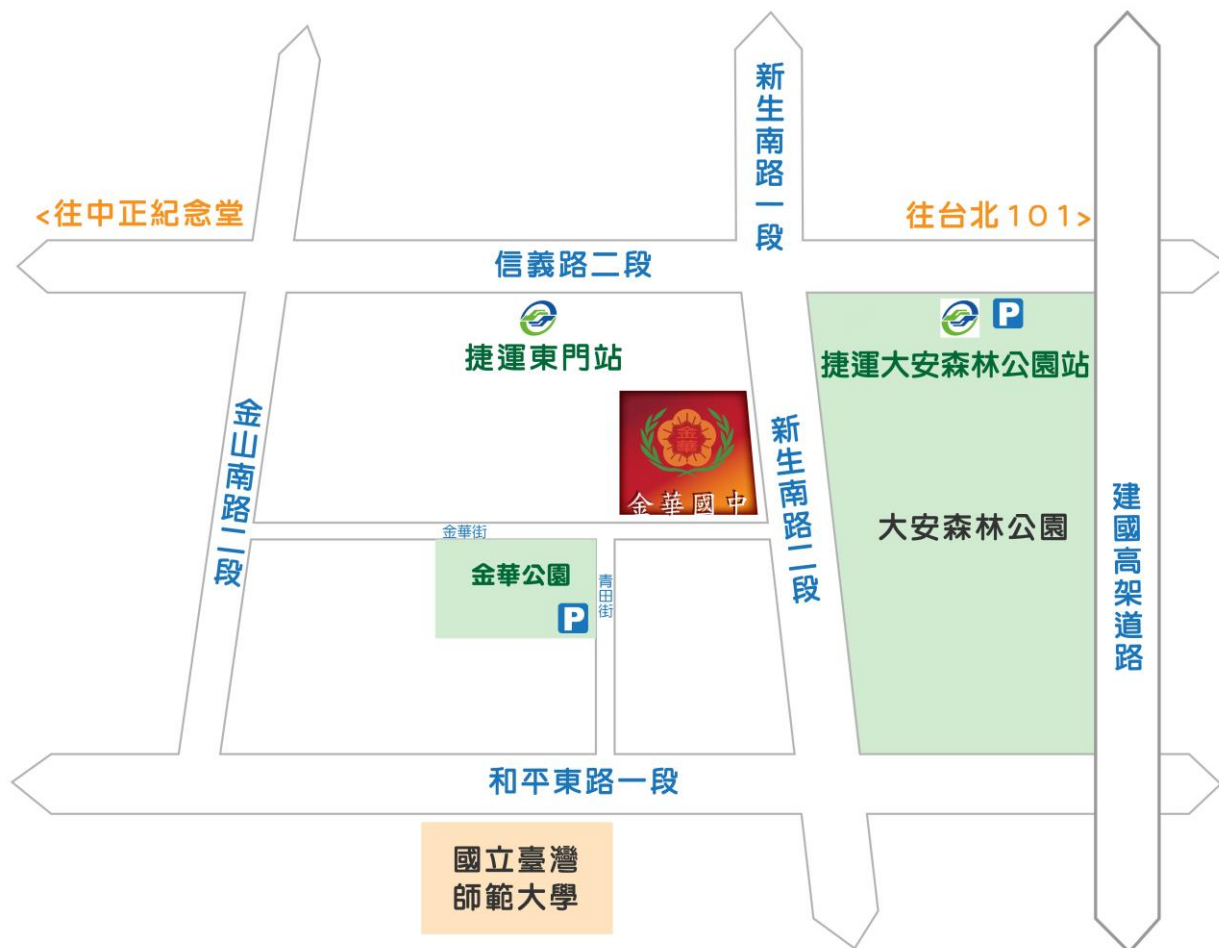 新生南路一段
<往中正紀念堂
往台北101>
信義路二段
捷運東門站
P
捷運大安森林公園站
金華
金華國中
金山南路二段
新生南路二段
建國高架道路
大安森林公園
金華街
金華公園
P
青田街
和平東路一段
國立臺灣
師範大學